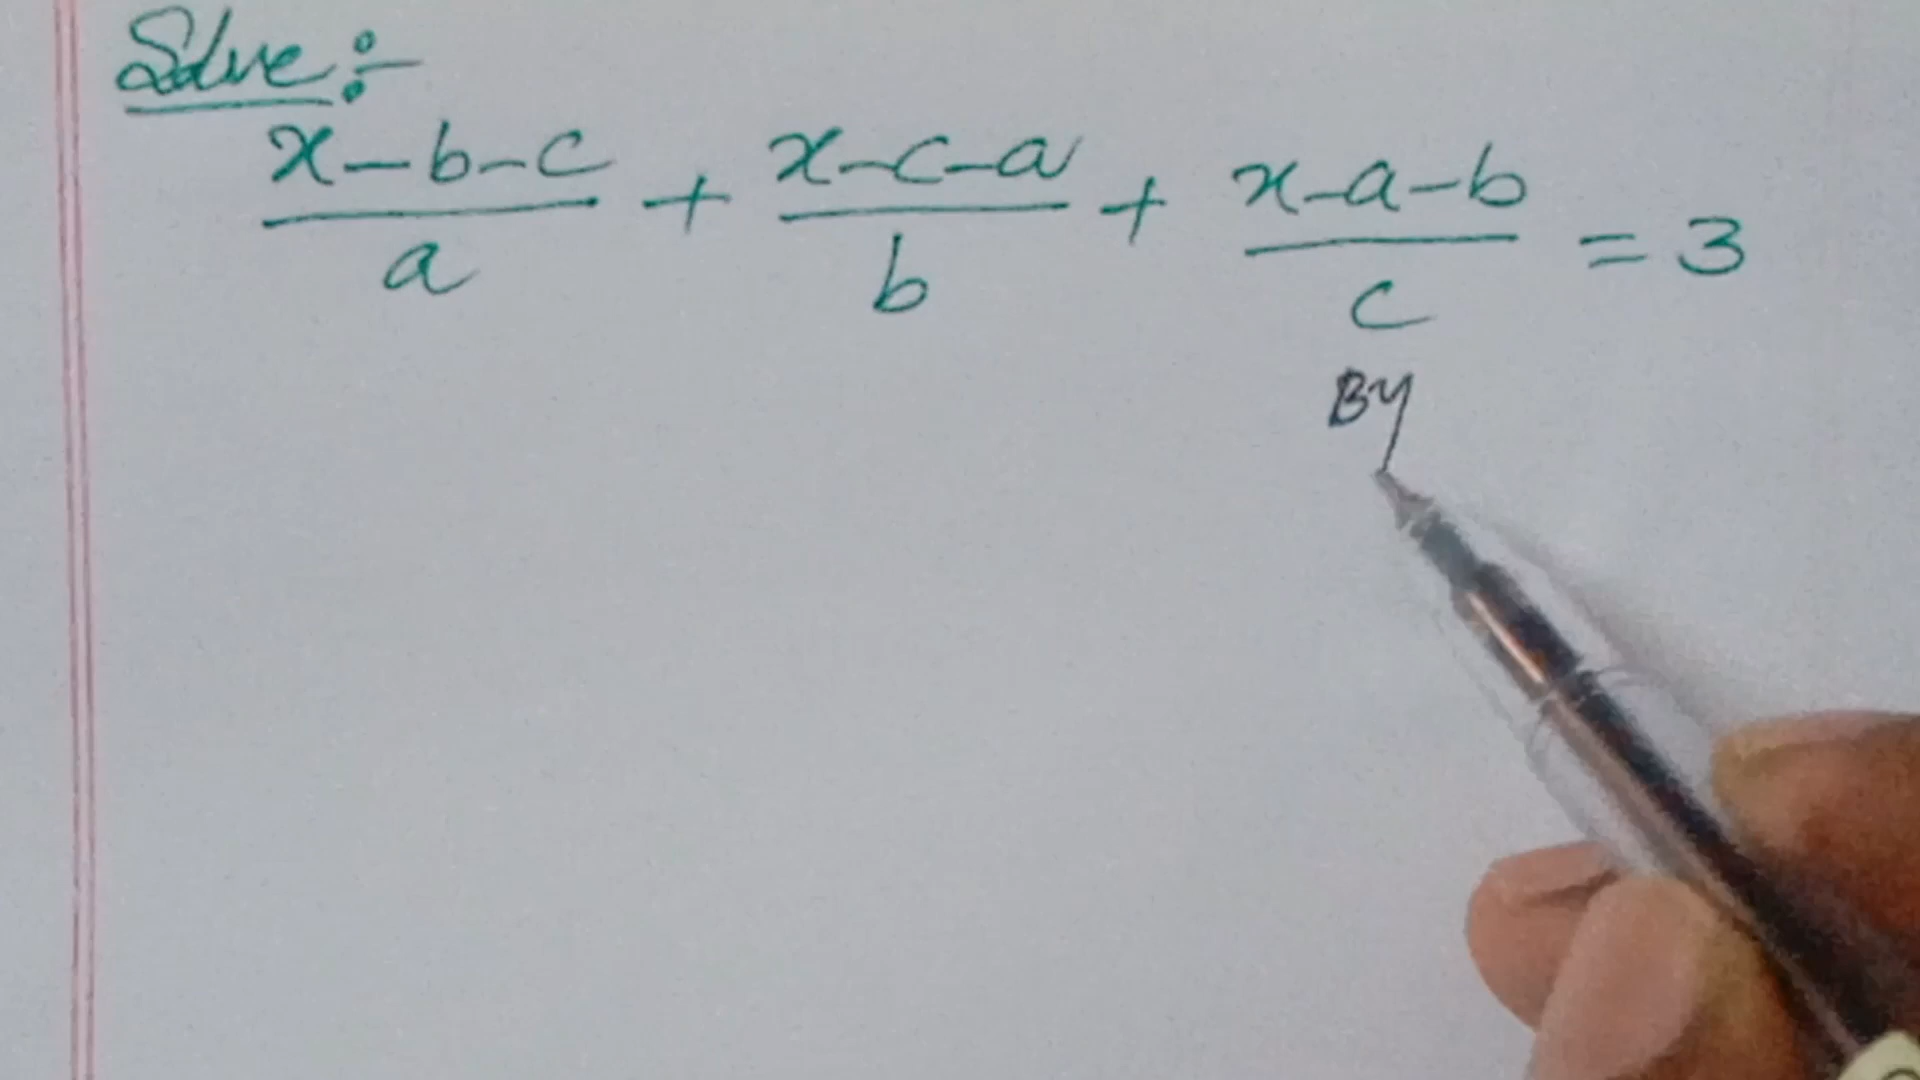 Solve:-
(x-b-c)/a + (x-c-a)/b + (x-a-b)/c = 3
By